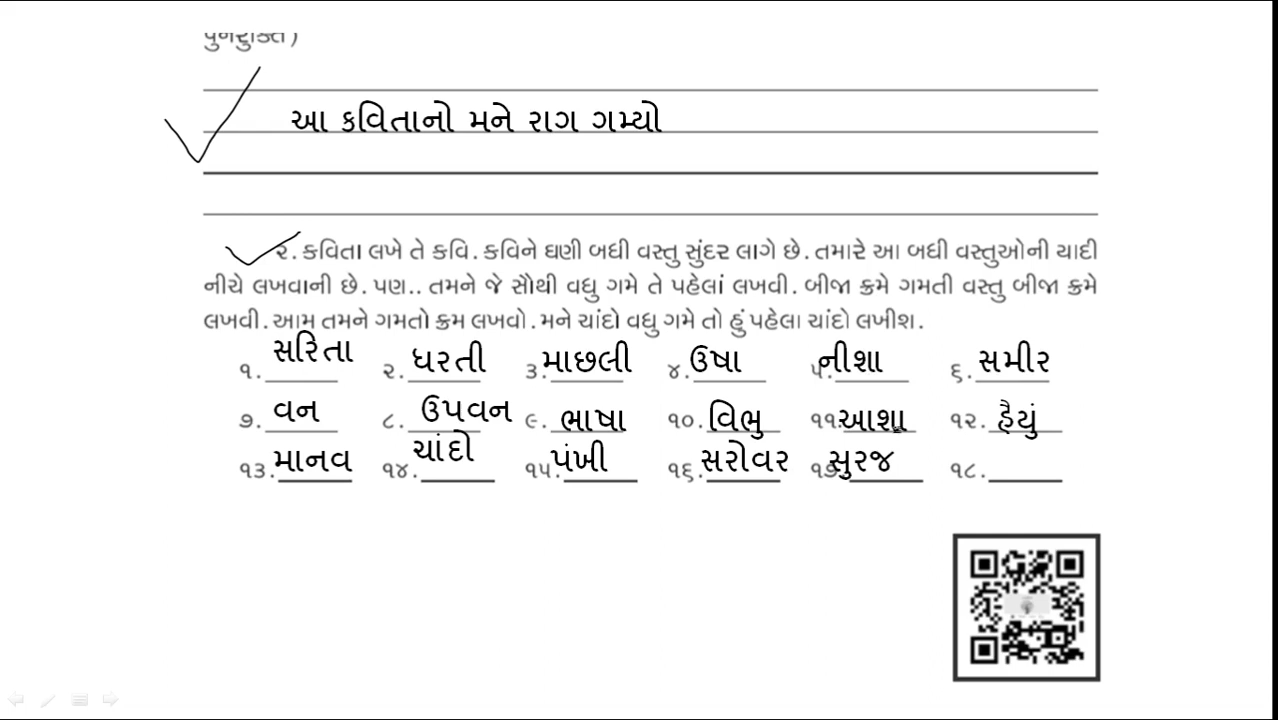 પુનરુક્તિ)
આ કવિતાનો મને રાગ ગમ્યો
૨. કવિતા લખે તે કવિ. કવિને ઘણી બધી વસ્તુ સુંદર લાગે છે. તમારે આ બધી વસ્તુઓની યાદી
નીચે લખવાની છે. પણ.. તમને જે સૌથી વધુ ગમે તે પહેલાં લખવી. બીજા ક્રમે ગમતી વસ્તુ બીજા ક્રમે
લખવી. આમ તમને ગમતો ક્રમ લખવો. મને ચાંદો વધુ ગમે તો હું પહેલા ચાંદો લખીશ.
૧. સરિતા ૨. ધરતી ૩. માછલી ૪. ઉષા ૫. નીશા ૬. સમીર
૭. વન ૮. ઉપવન ૯. ભાષા ૧૦. વિભુ ૧૧. આશા ૧૨. હૈયું
૧૩. માનવ ૧૪. ચાંદો ૧૫. પંખી ૧૬. સરોવર ૧૭. સુરજ ૧૮.